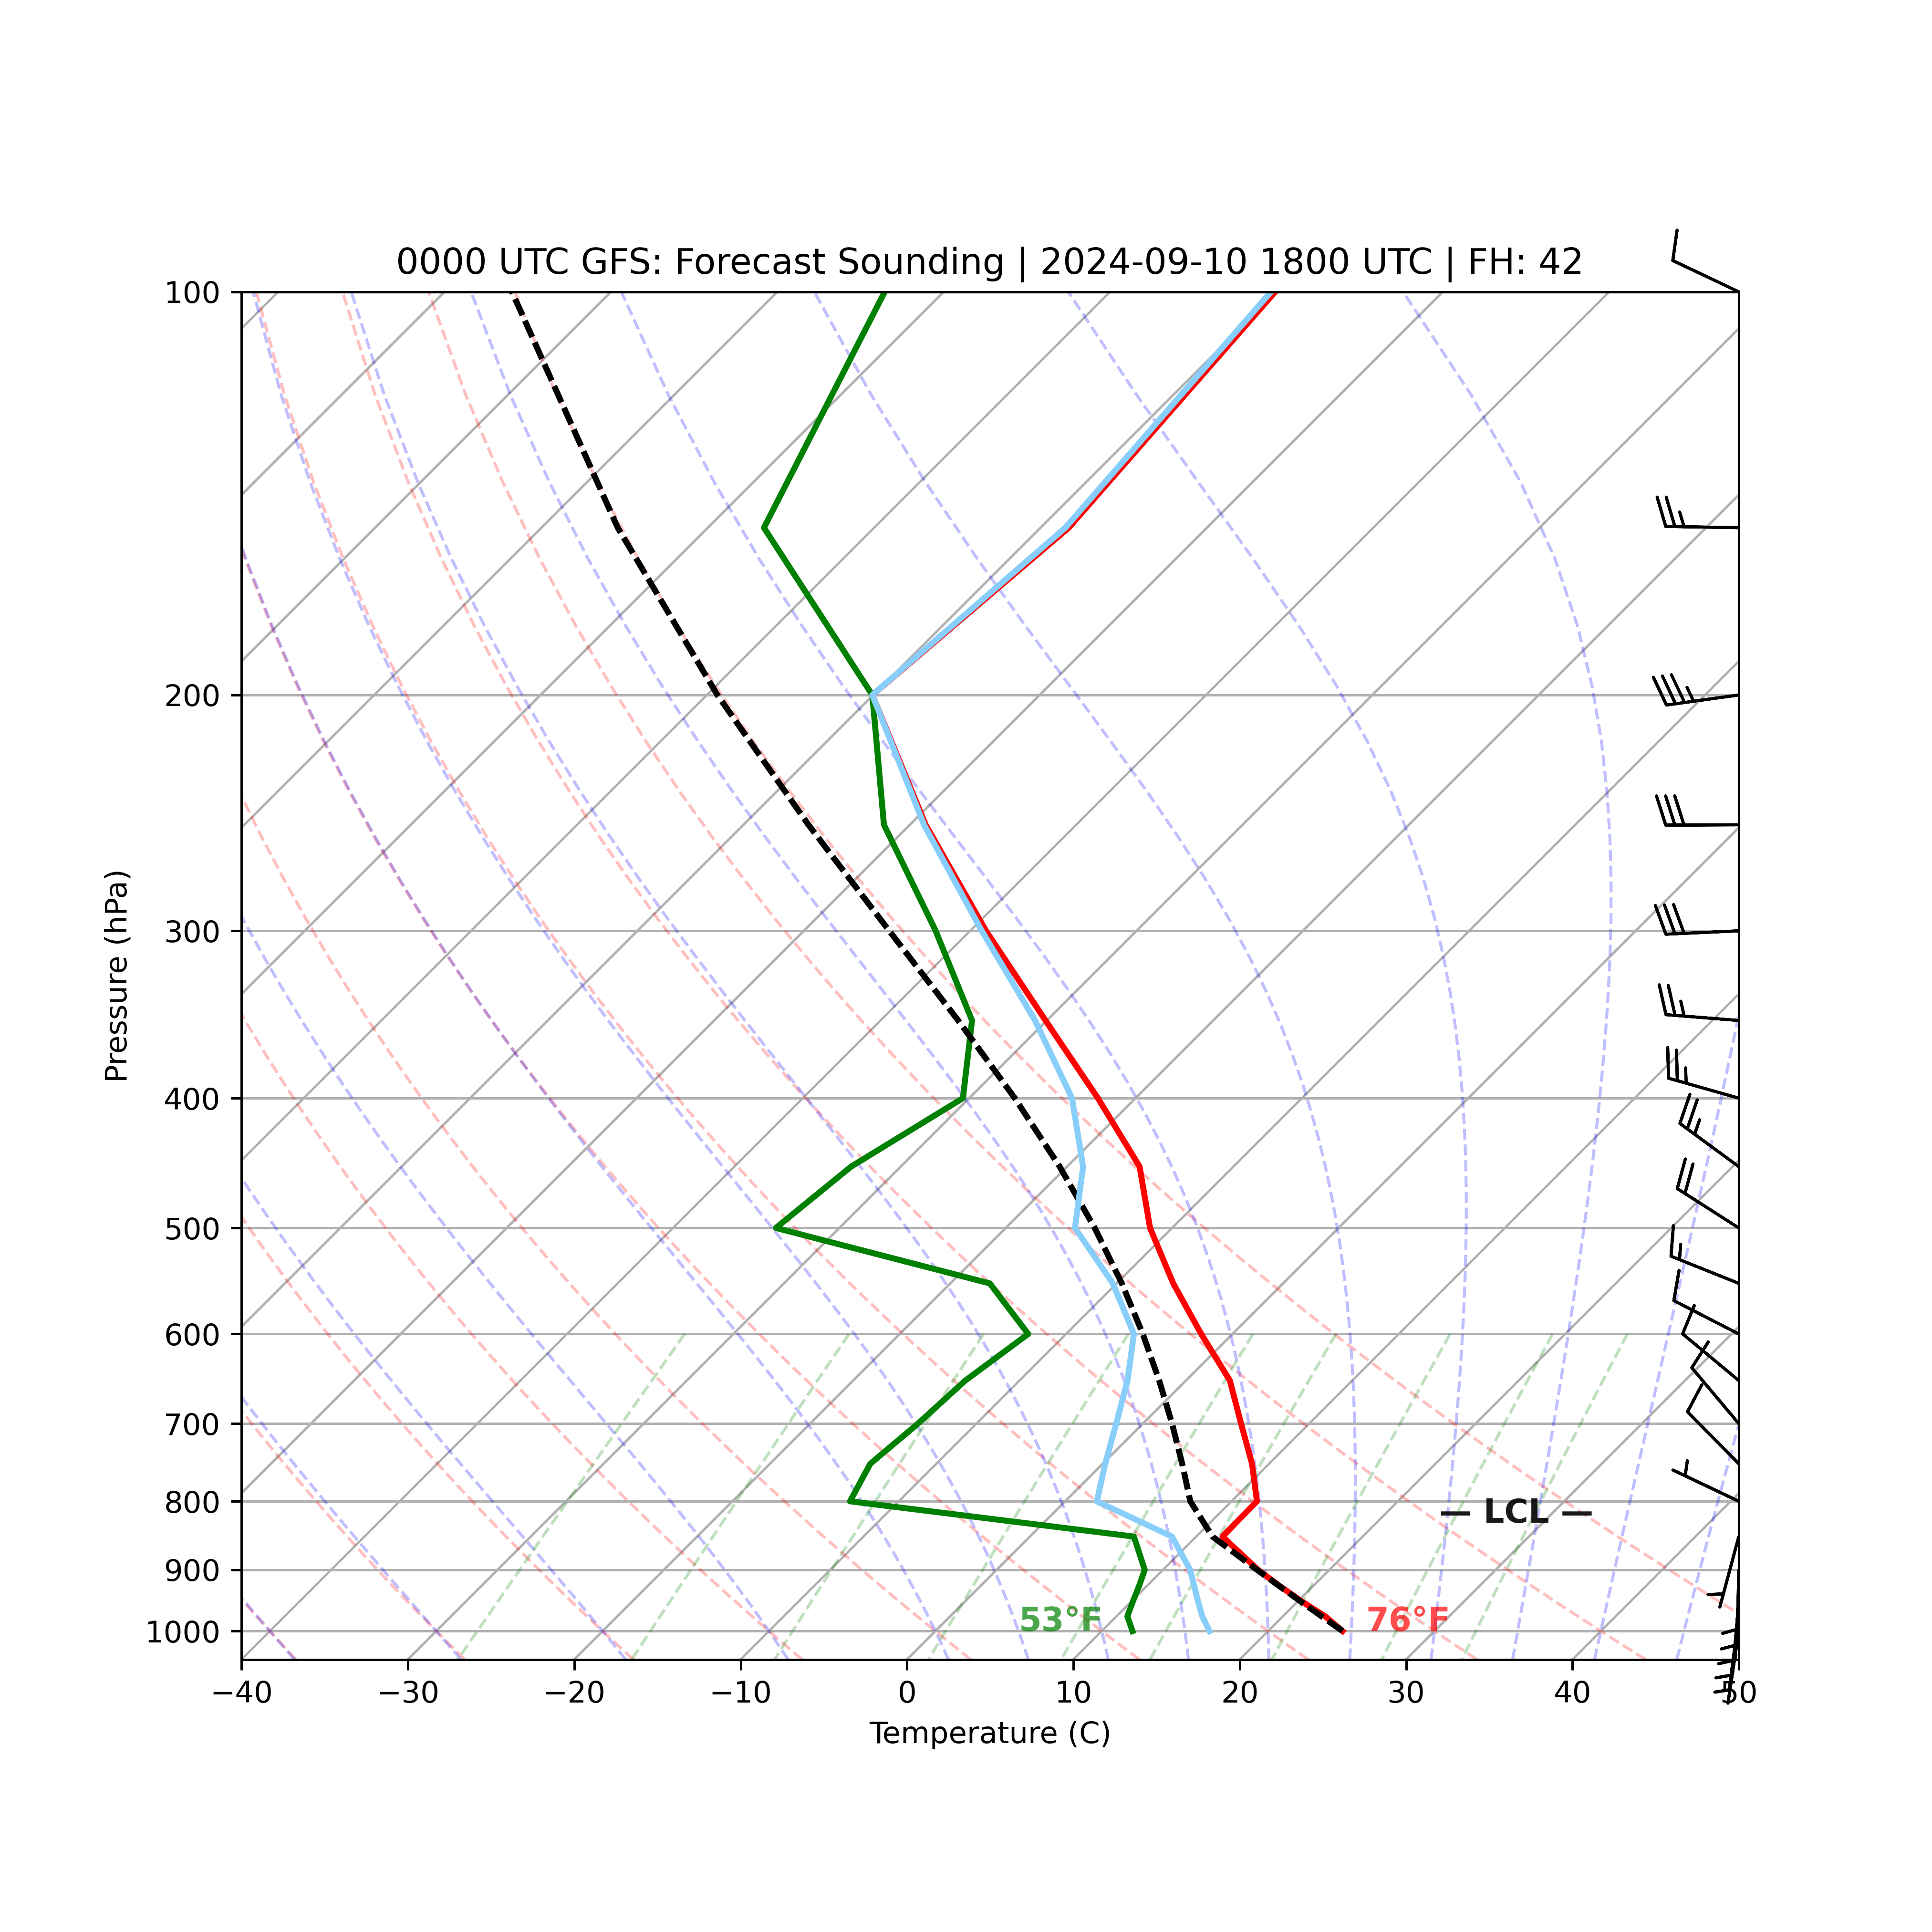 0000 UTC GFS: Forecast Sounding | 2024-09-10 1800 UTC | FH: 42
100
200
300
400
500
600
700
800
900
1000
Pressure (hPa)
— LCL —
53°F
76°F
−40 −30 −20 −10 0 10 20 30 40 50
Temperature (C)